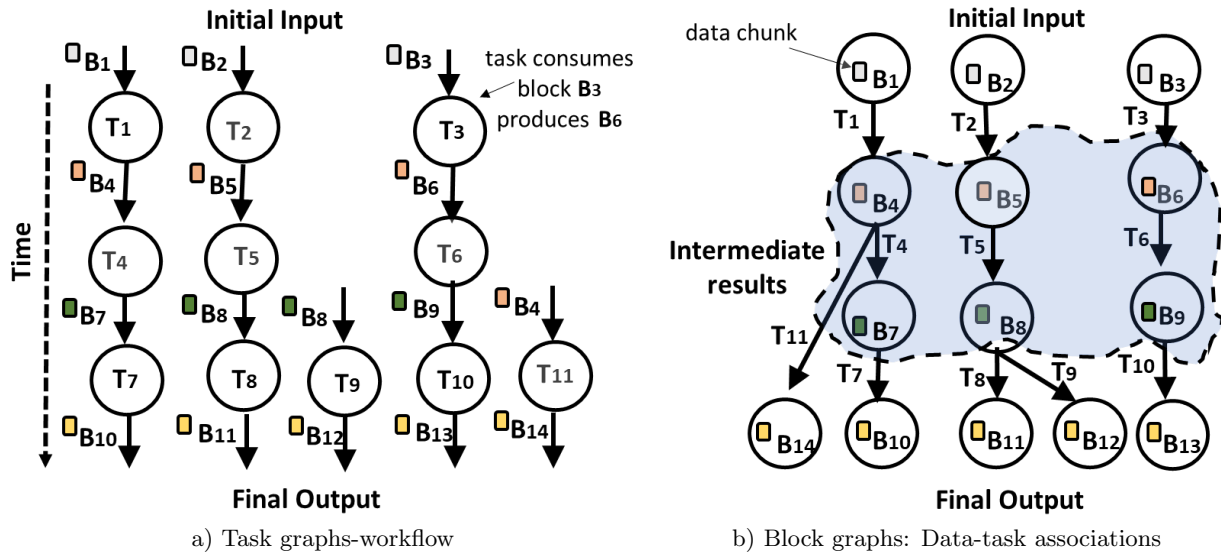 Initial Input
B1
B2
B3
task consumes
block B3
produces B6
T1
T2
T3
B4
B5
B6
Time
T4
T5
T6
B7
B8
B8
B9
B4
T7
T8
T9
T10
T11
B10
B11
B12
B13
B14
Final Output
a) Task graphs-workflow
Initial Input
data chunk
B1
B2
B3
T1
T2
T3
B4
B5
B6
Intermediate
results
T4
T5
T6
B7
B8
B9
T11
T7
T8
T9
T10
B14
B10
B11
B12
B13
Final Output
b) Block graphs: Data-task associations